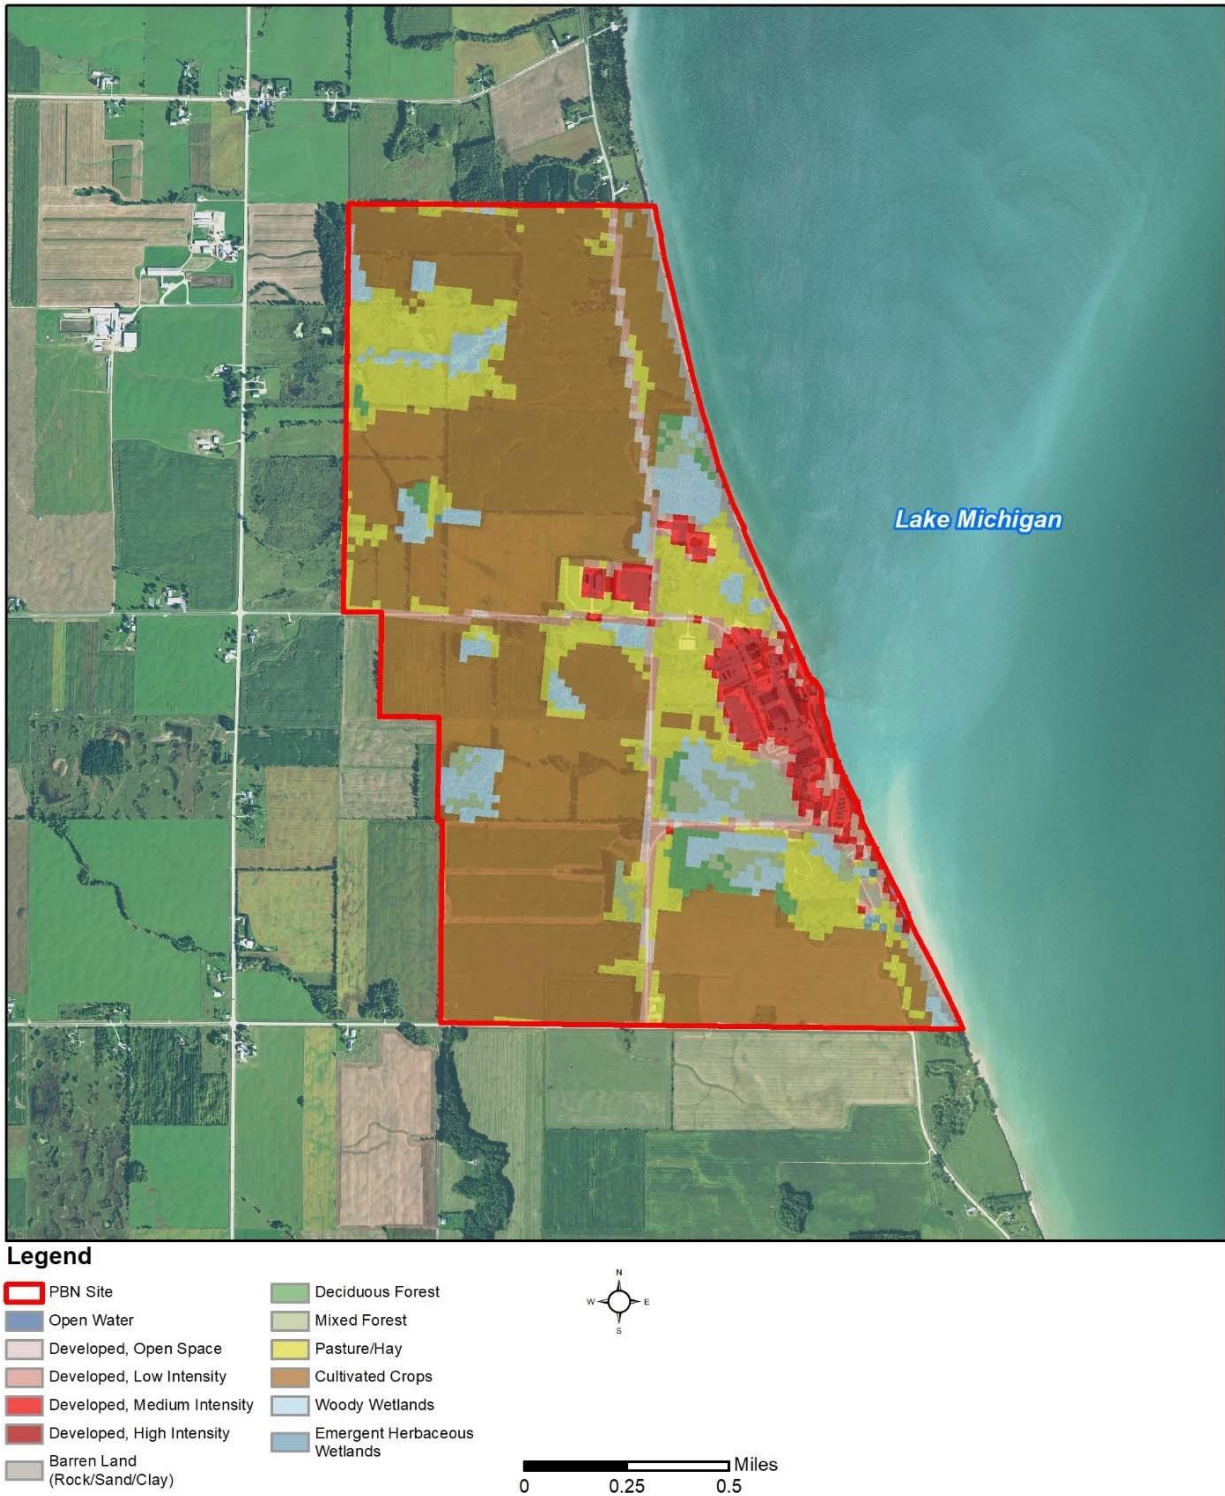 Lake Michigan
Legend
PBN Site
Open Water
Developed, Open Space
Developed, Low Intensity
Developed, Medium Intensity
Developed, High Intensity
Barren Land
(Rock/Sand/Clay)
Deciduous Forest
Mixed Forest
Pasture/Hay
Cultivated Crops
Woody Wetlands
Emergent Herbaceous
Wetlands
N
W E
S
Miles
0 0.25 0.5